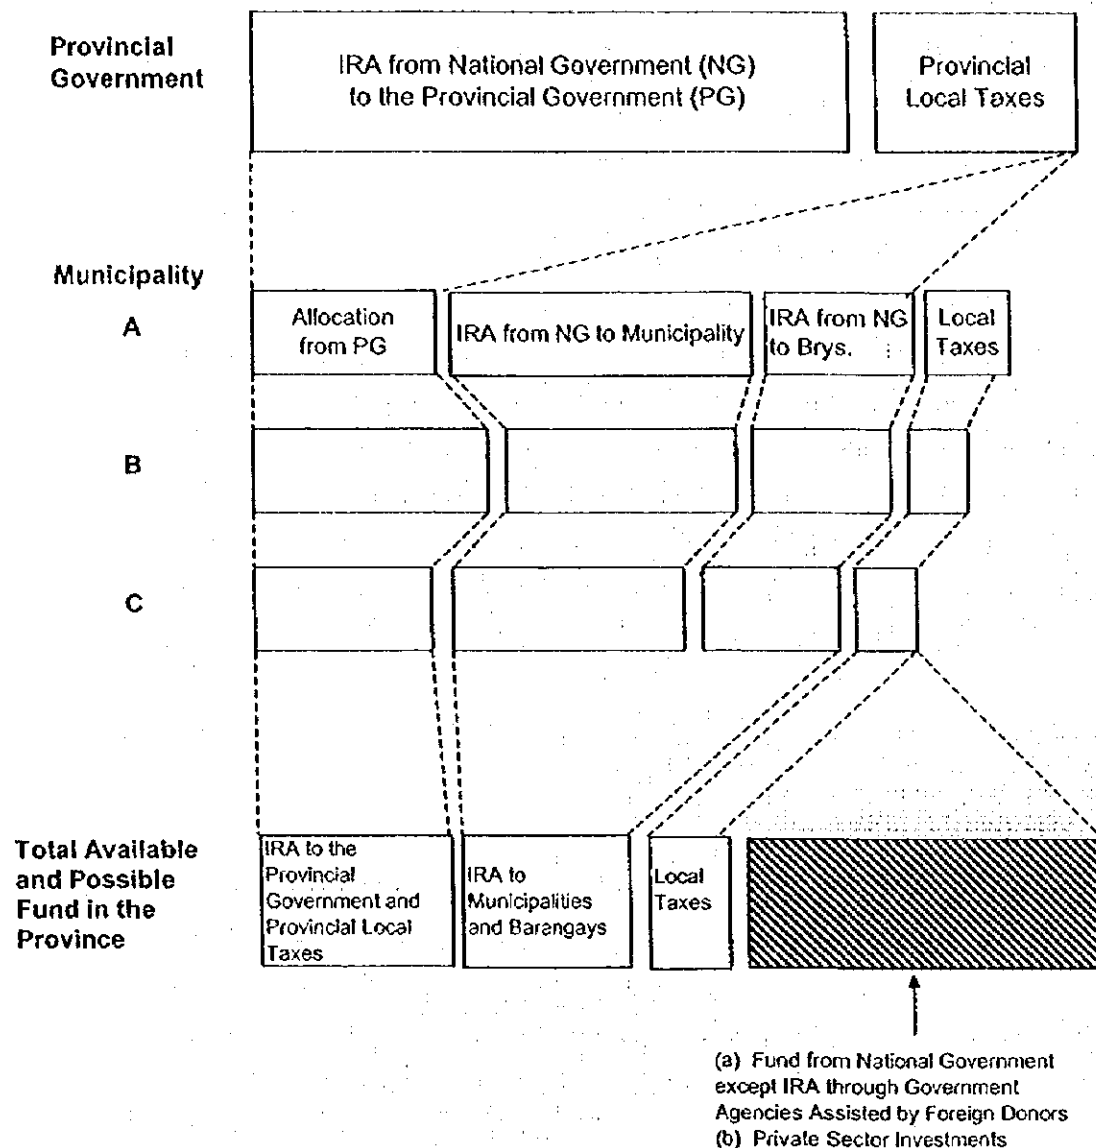 Provincial
Government
IRA from National Government (NG)
to the Provincial Government (PG)
Provincial
Local Taxes
Municipality
A
Allocation
from PG
IRA from NG to Municipality
IRA from NG
to Brys.
Local
Taxes
B
C
Total Available
and Possible
Fund in the
Province
IRA to the
Provincial
Government and
Provincial Local
Taxes
IRA to
Municipalities
and Barangays
Local
Taxes
(a) Fund from National Government
except IRA through Government
Agencies Assisted by Foreign Donors
(b) Private Sector Investments